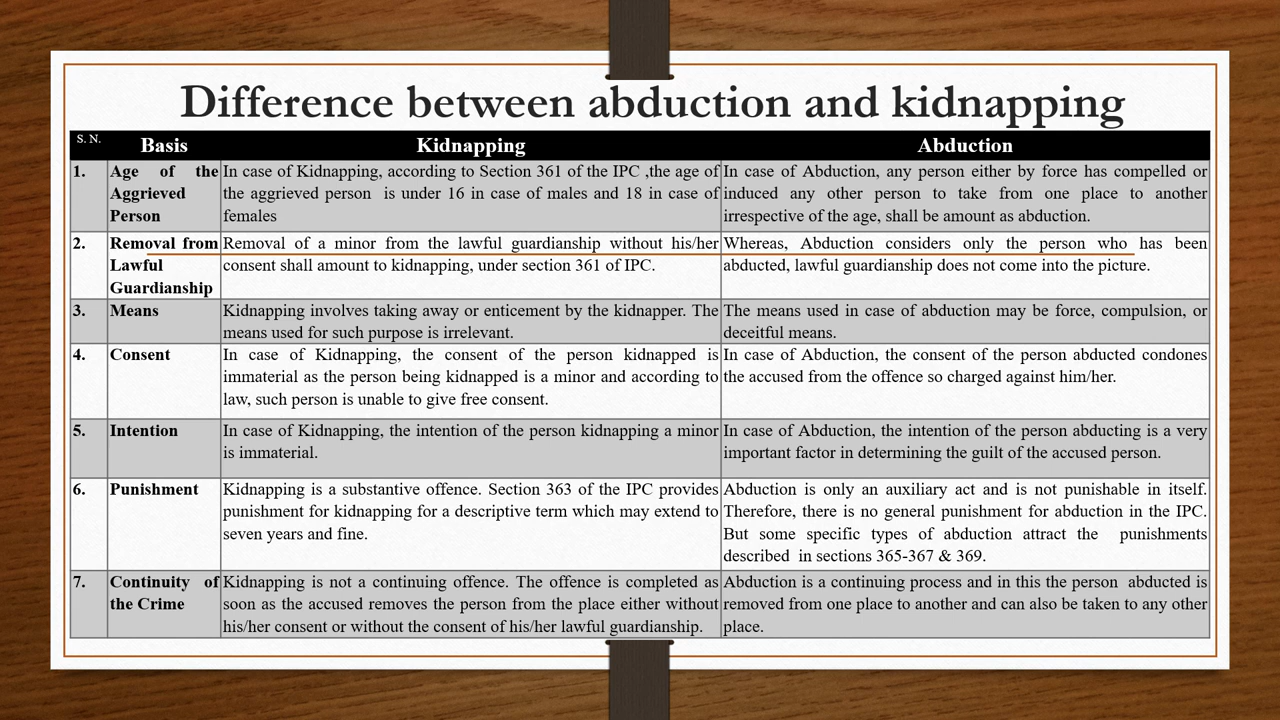 Difference between abduction and kidnapping
S. N. Basis Kidnapping Abduction
1. Age of the Aggrieved Person
In case of Kidnapping, according to Section 361 of the IPC ,the age of
the aggrieved person is under 16 in case of males and 18 in case of
females
In case of Abduction, any person either by force has compelled or
induced any other person to take from one place to another
irrespective of the age, shall be amount as abduction.
2. Removal from Lawful Guardianship
Removal of a minor from the lawful guardianship without his/her
consent shall amount to kidnapping, under section 361 of IPC.
Whereas, Abduction considers only the person who has been
abducted, lawful guardianship does not come into the picture.
3. Means
Kidnapping involves taking away or enticement by the kidnapper. The
means used for such purpose is irrelevant.
The means used in case of abduction may be force, compulsion, or
deceitful means.
4. Consent
In case of Kidnapping, the consent of the person kidnapped is
immaterial as the person being kidnapped is a minor and according to
law, such person is unable to give free consent.
In case of Abduction, the consent of the person abducted condones
the accused from the offence so charged against him/her.
5. Intention
In case of Kidnapping, the intention of the person kidnapping a minor
is immaterial.
In case of Abduction, the intention of the person abducting is a very
important factor in determining the guilt of the accused person.
6. Punishment
Kidnapping is a substantive offence. Section 363 of the IPC provides
punishment for kidnapping for a descriptive term which may extend to
seven years and fine.
Abduction is only an auxiliary act and is not punishable in itself.
Therefore, there is no general punishment for abduction in the IPC.
But some specific types of abduction attract the punishments
described in sections 365-367 & 369.
7. Continuity of the Crime
Kidnapping is not a continuing offence. The offence is completed as
soon as the accused removes the person from the place either without
his/her consent or without the consent of his/her lawful guardianship.
Abduction is a continuing process and in this the person abducted is
removed from one place to another and can also be taken to any other
place.